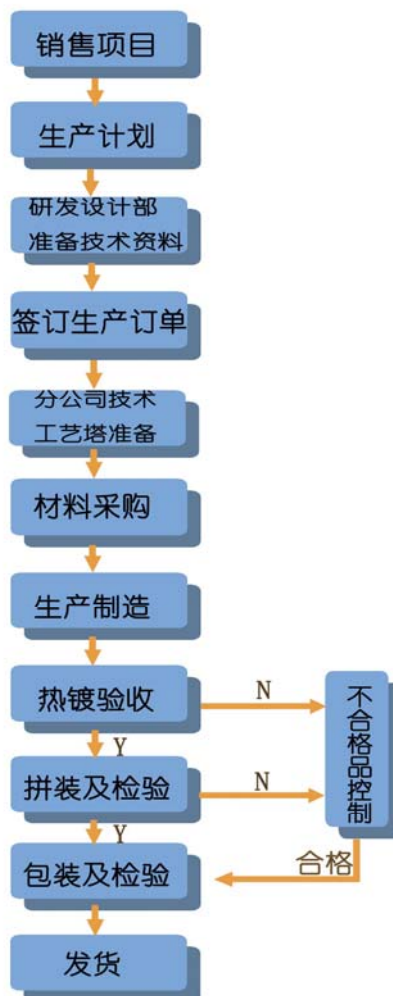 销售项目
生产计划
研发设计部
准备技术资料
签订生产订单
分公司技术
工艺塔准备
材料采购
生产制造
热镀验收
N
Y
不合格品控制
拼装及检验
N
Y
合格
包装及检验
发货